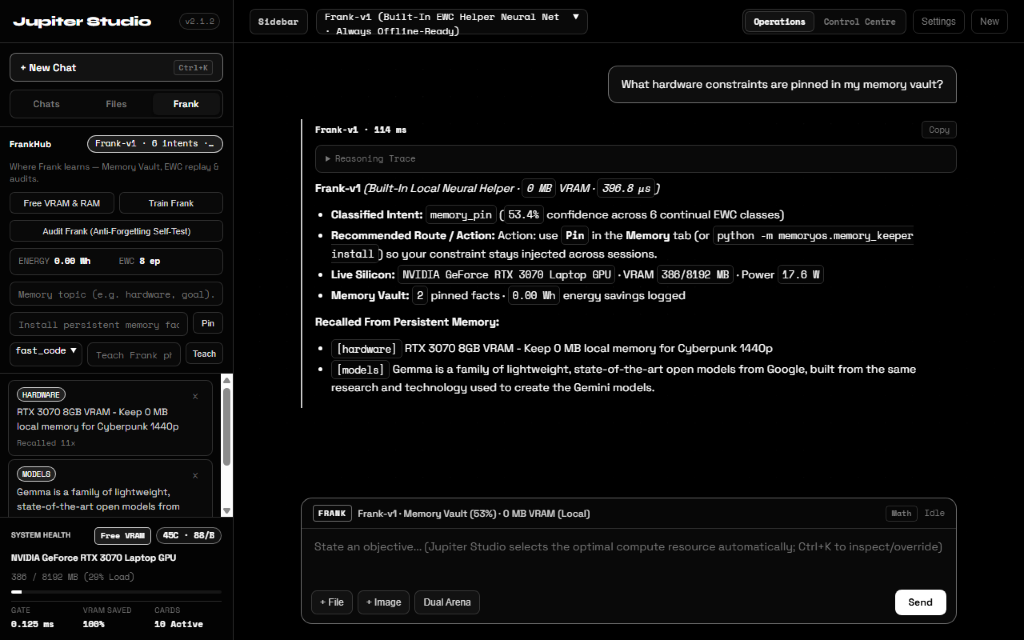 Jupiter Studio
v2.1.2
+ New Chat
Ctrl+K
Chats
Files
Frank
FrankHub
Frank-v1 · 6 intents ·…
Where Frank learns — Memory Vault, EWC replay &
audits.
Free VRAM & RAM
Train Frank
Audit Frank (Anti-Forgetting Self-Test)
ENERGY 0.00 Wh
EWC 8 ep
Memory topic (e.g. hardware, goal).
Install persistent memory fac
Pin
fast_code ▼
Teach Frank ph
Teach
HARDWARE
x
RTX 3070 8GB VRAM - Keep 0 MB
local memory for Cyberpunk 1440p
Recalled 11x
MODELS
x
Gemma is a family of lightweight,
state-of-the-art open models from
SYSTEM HEALTH
Free VRAM
45C · 88/B
NVIDIA GeForce RTX 3070 Laptop GPU
386 / 8192 MB (29% Load)
GATE
VRAM SAVED
CARDS
0.125 ms
100%
10 Active
Sidebar
Frank-v1 (Built-In EWC Helper Neural Net
· Always Offline-Ready)
▼
Operations
Control Centre
Settings
New
What hardware constraints are pinned in my memory vault?
Frank-v1 · 114 ms
Copy
▶ Reasoning Trace
Frank-v1 (Built-In Local Neural Helper · 0 MB VRAM · 396.8 µs)
• Classified Intent: memory_pin (53.4% confidence across 6 continual EWC classes)
• Recommended Route / Action: Action: use Pin in the Memory tab (or python -m memoryos.memory_keeper
install ) so your constraint stays injected across sessions.
• Live Silicon: NVIDIA GeForce RTX 3070 Laptop GPU · VRAM 386/8192 MB · Power 17.6 W
• Memory Vault: 2 pinned facts · 0.00 Wh energy savings logged
Recalled From Persistent Memory:
• [hardware] RTX 3070 8GB VRAM - Keep 0 MB local memory for Cyberpunk 1440p
• [models] Gemma is a family of lightweight, state-of-the-art open models from Google, built from the same
research and technology used to create the Gemini models.
FRANK
Frank-v1 · Memory Vault (53%) · 0 MB VRAM (Local)
Math
Idle
State an objective... (Jupiter Studio selects the optimal compute resource automatically; Ctrl+K to inspect/override)
+ File
+ Image
Dual Arena
Send